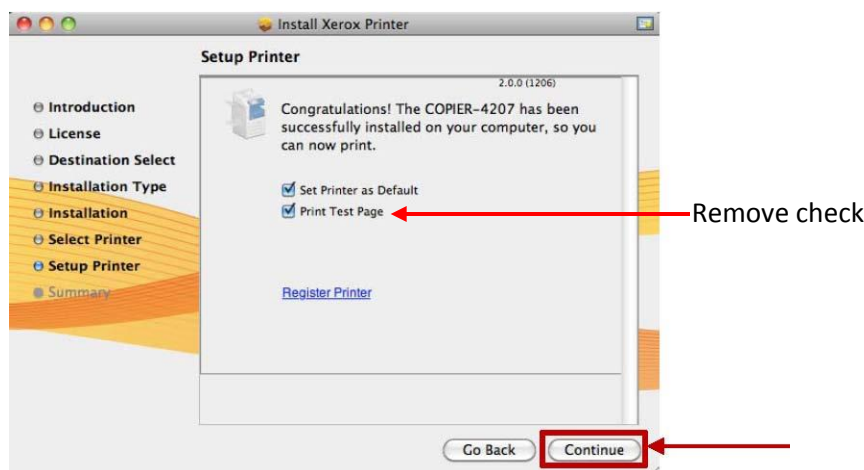 Install Xerox Printer
Setup Printer
2.0.0 (1206)
Introduction
License
Destination Select
Installation Type
Installation
Select Printer
Setup Printer
Summary
Congratulations! The COPIER-4207 has been
successfully installed on your computer, so you
can now print.
Set Printer as Default
Print Test Page
Remove check
Register Printer
Go Back
Continue